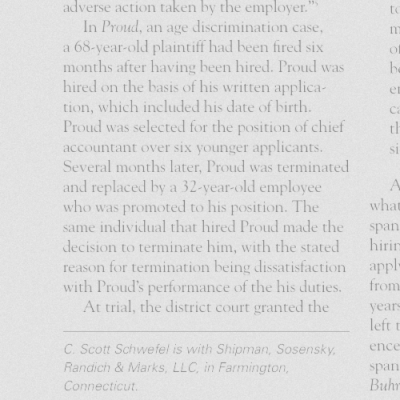 adverse action taken by the employer."
In Proud, an age discrimination case,
a 68-year-old plaintiff had been fired six
months after having been hired. Proud was
hired on the basis of his written applica-
tion, which included his date of birth.
Proud was selected for the position of chief
accountant over six younger applicants.
Several months later, Proud was terminated
and replaced by a 32-year-old employee
who was promoted to his position. The
same individual that hired Proud made the
decision to terminate him, with the stated
reason for termination being dissatisfaction
with Proud's performance of the his duties.
At trial, the district court granted the
C. Scott Schwefel is with Shipman, Sosensky,
Randich & Marks, LLC, in Farmington,
Connecticut.
A
what
span
hirin
appl
from
years
left t
ence
span
Buhr